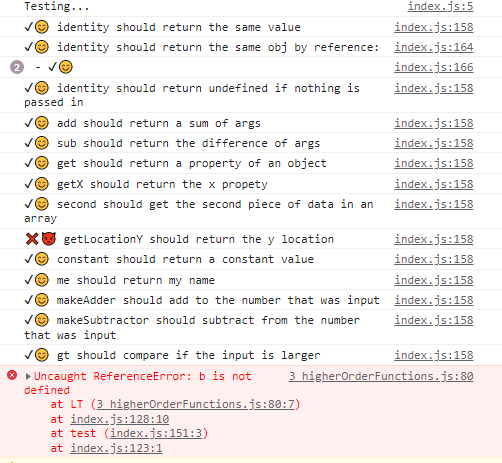 Testing... index.js:5
✓😊 identity should return the same value index.js:158
✓😊 identity should return the same obj by reference: index.js:164
2 - ✓😊 index.js:166
✓😊 identity should return undefined if nothing is index.js:158
passed in
✓😊 add should return a sum of args index.js:158
✓😊 sub should return the difference of args index.js:158
✓😊 get should return a property of an object index.js:158
✓😊 getX should return the x propety index.js:158
✓😊 second should get the second piece of data in an index.js:158
array
❌👿 getLocationY should return the y location index.js:158
✓😊 constant should return a constant value index.js:158
✓😊 me should return my name index.js:158
✓😊 makeAdder should add to the number that was input index.js:158
✓😊 makeSubtractor should subtract from the number index.js:158
that was input
✓😊 gt should compare if the input is larger index.js:158
Uncaught ReferenceError: b is not 3 higherOrderFunctions.js:80
defined
at LT (3 higherOrderFunctions.js:80:7)
at index.js:128:10
at test (index.js:151:3)
at index.js:123:1